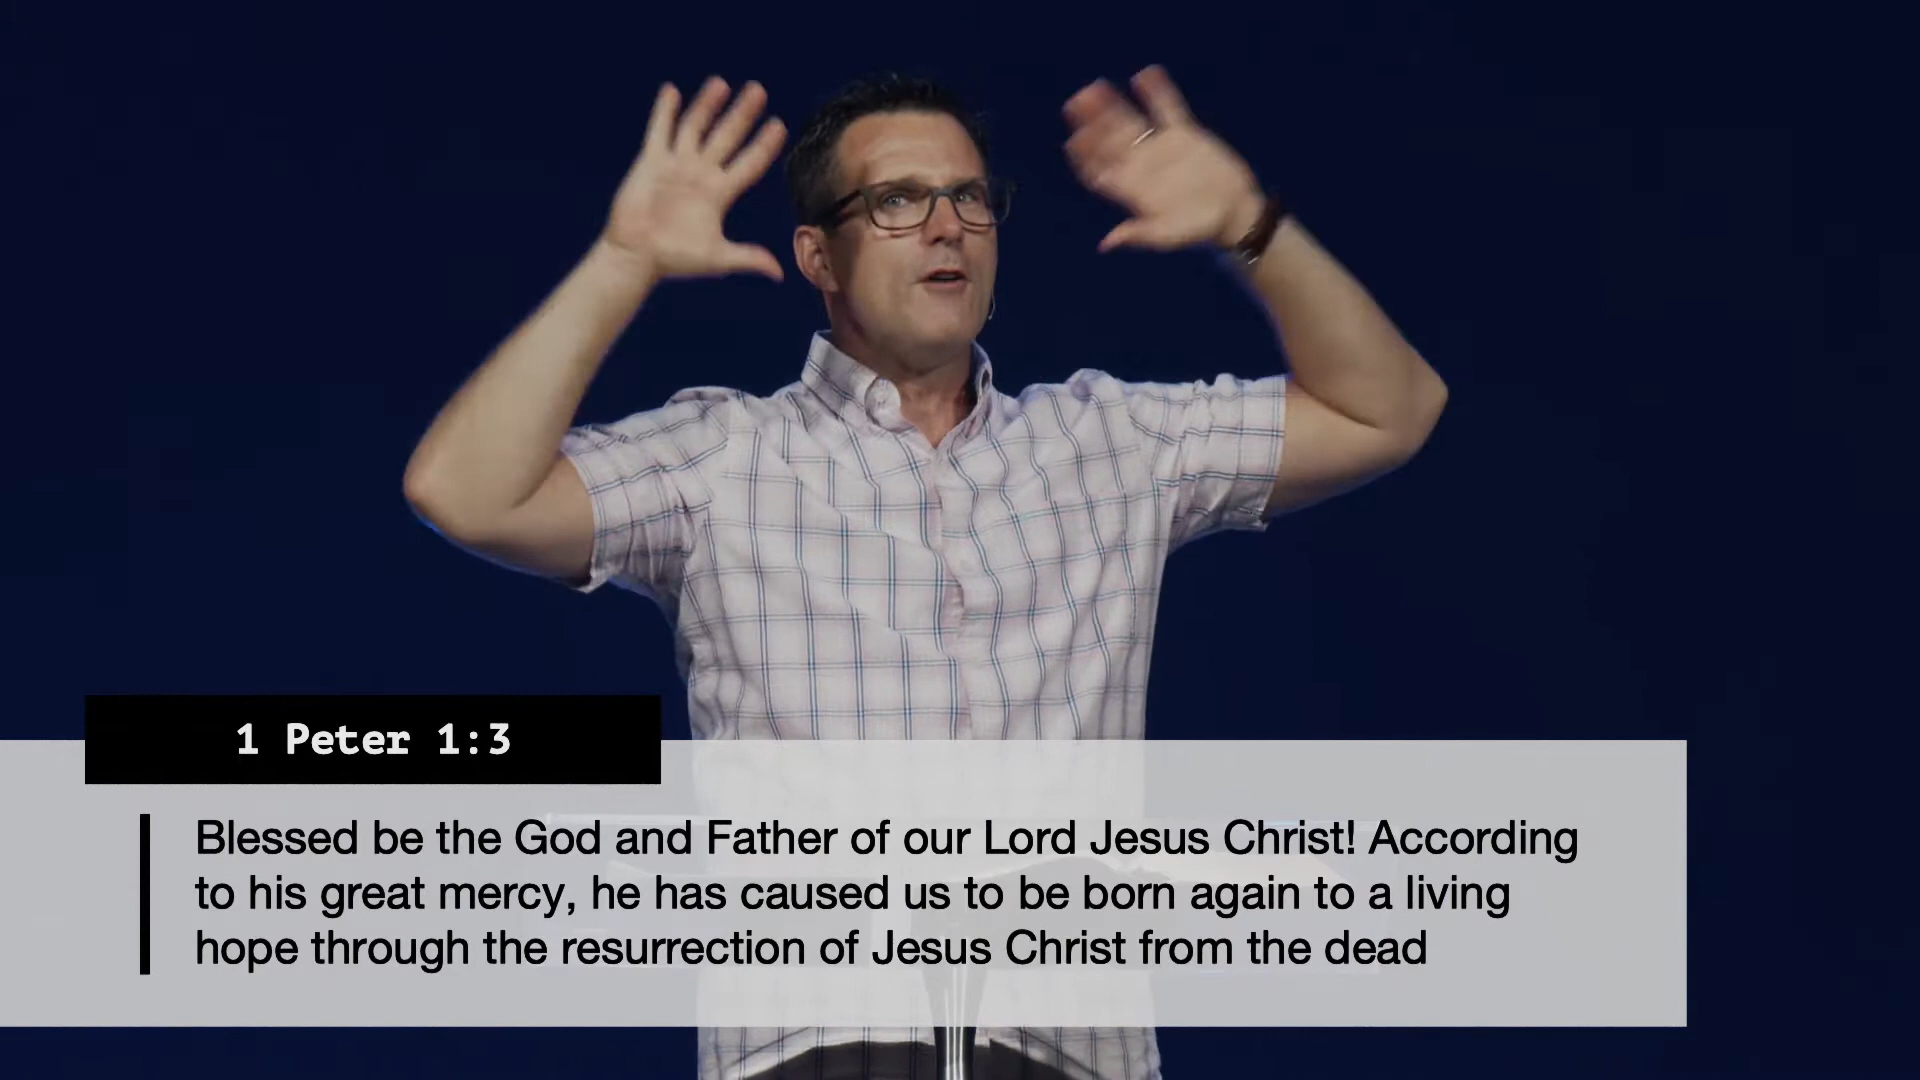 1 Peter 1:3
Blessed be the God and Father of our Lord Jesus Christ! According
to his great mercy, he has caused us to be born again to a living
hope through the resurrection of Jesus Christ from the dead